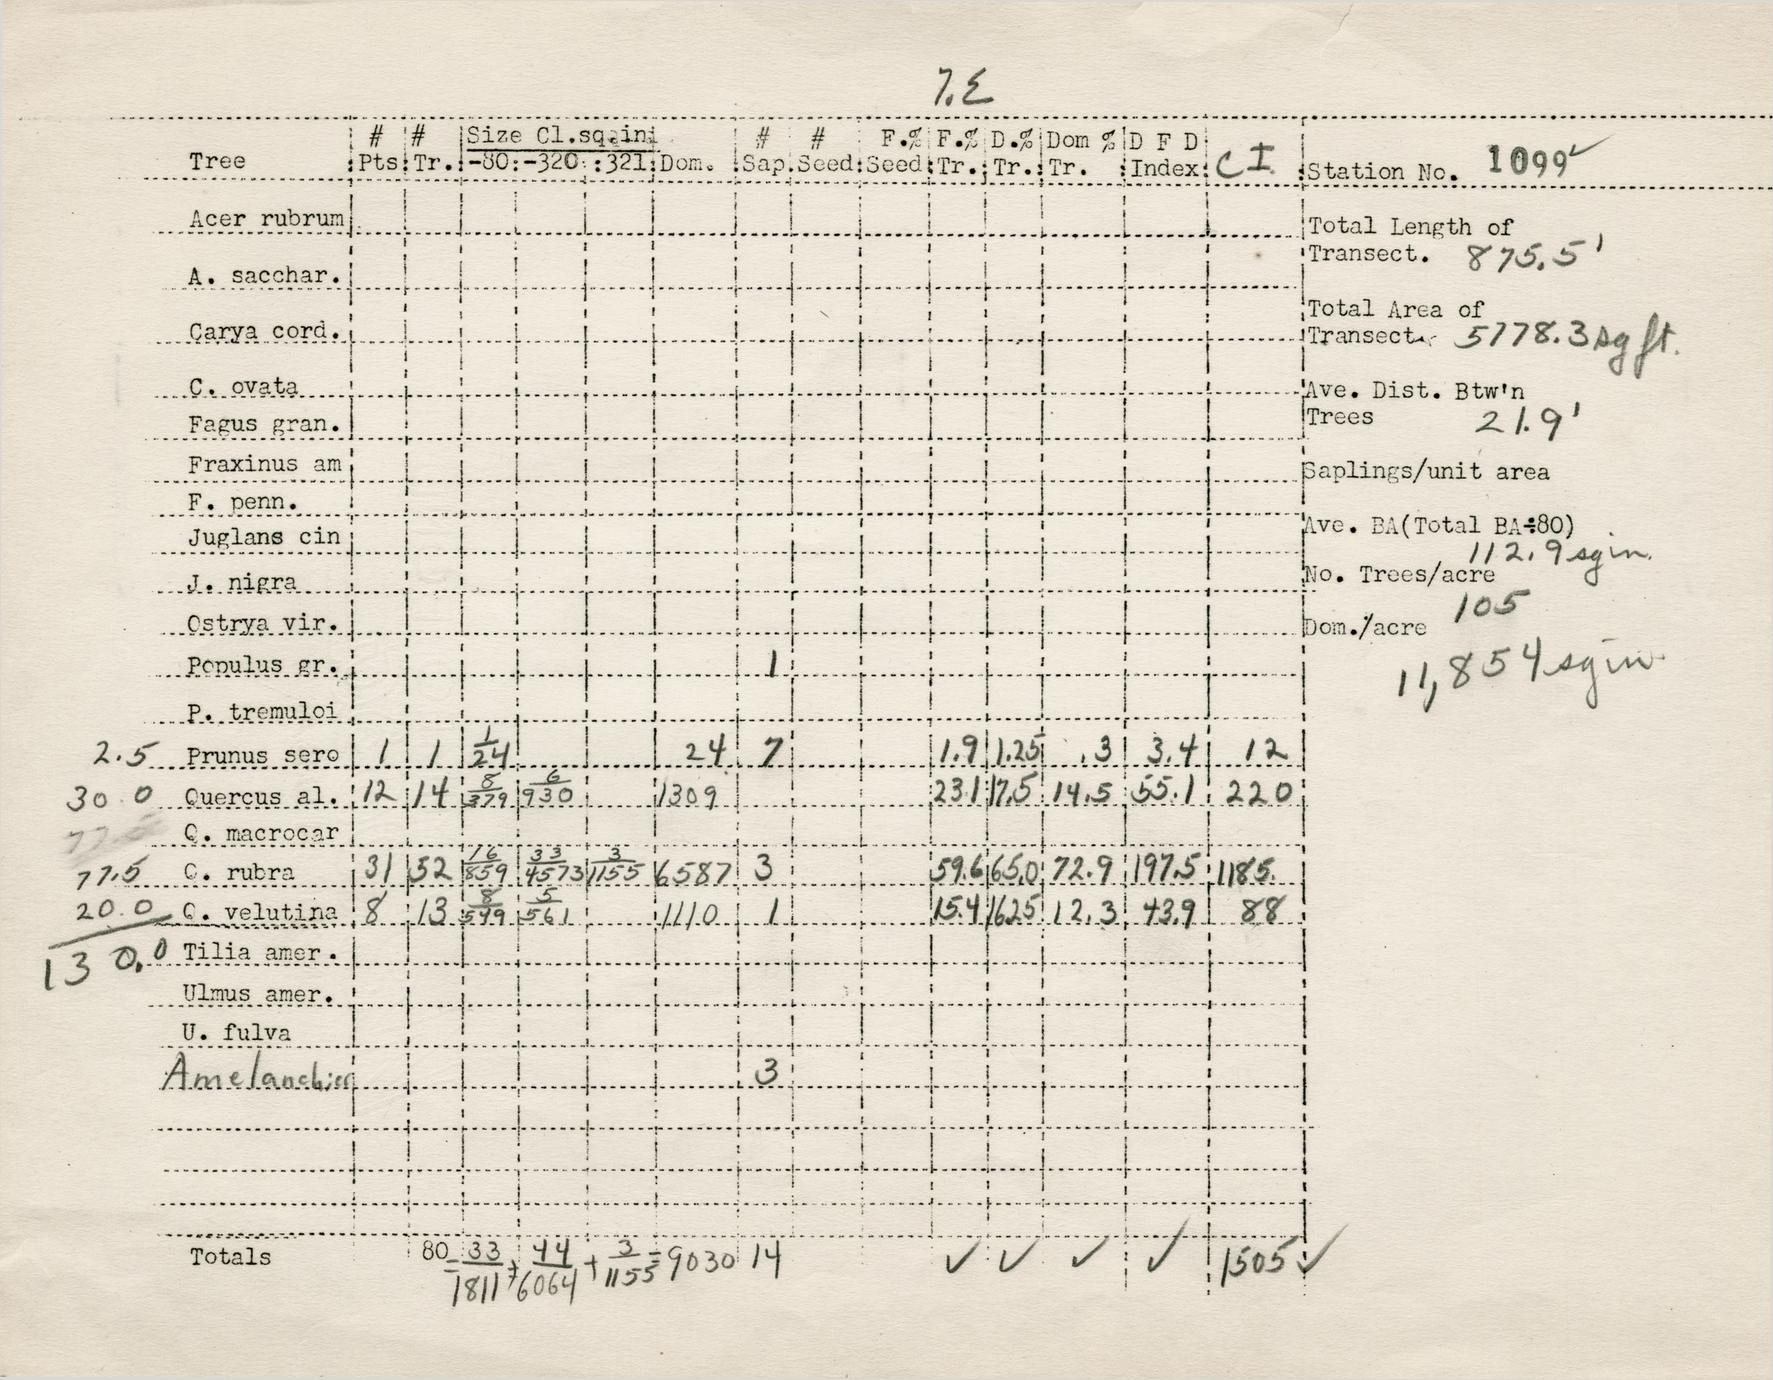 7.E
# # Size Cl.sq.in # # F.% F.% D.% Dom % D F D
Tree Pts Tr. -80 -320 321 Dom. Sap. Seed Seed Tr. Tr. Tr. Index CI Station No. 1099✓
Acer rubrum
Total Length of
Transect. 875.5'
A. sacchar.
Total Area of
Carya cord.
Transect. 5778.3 sq ft.
C. ovata
Ave. Dist. Btw'n
Fagus gran.
Trees 21.9'
Fraxinus am
Saplings/unit area
F. penn.
Juglans cin
Ave. BA(Total BA÷80)
112.9 sq in.
J. nigra
No. Trees/acre
105
Ostrya vir.
Dom./acre
11,854 sq in
Populus gr. 1
P. tremuloi
2.5 Prunus sero 1 1 1/24 24 7 1.9 1.25 .3 3.4 12
30.0 Quercus al. 12 14 8/379 6/930 1309 23.1 17.5 14.5 55.1 220
77.5 Q. macrocar
77.5 Q. rubra 31 52 16/859 33/4573 3/1155 6587 3 59.6 65.0 72.9 197.5 1185.
20.0 Q. velutina 8 13 8/549 5/561 1110 1 15.4 16.25 12.3 43.9 88
130.0 Tilia amer.
Ulmus amer.
U. fulva
Amelanchier 3
Totals 80 = 33/1811 + 44/6064 + 3/1155 = 9030 14 ✓ ✓ ✓ ✓ 1505 ✓